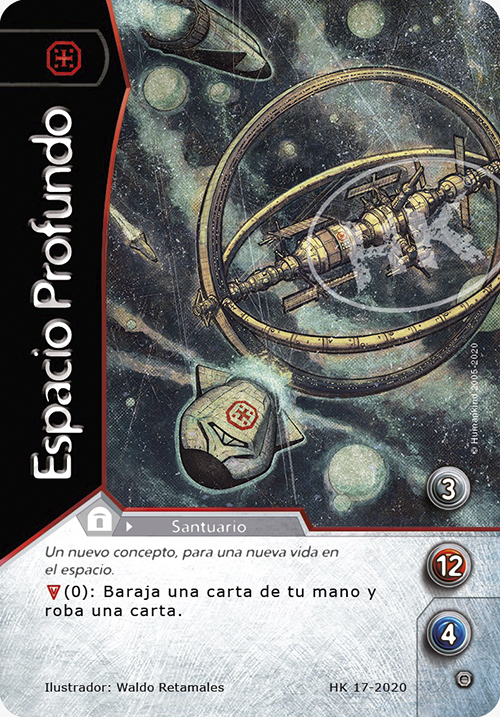 Espacio Profundo
HK
© Humankind 2005-2020
3
Santuario
Un nuevo concepto, para una nueva vida en
el espacio.
(0): Baraja una carta de tu mano y
roba una carta.
12
4
Ilustrador: Waldo Retamales
HK 17-2020